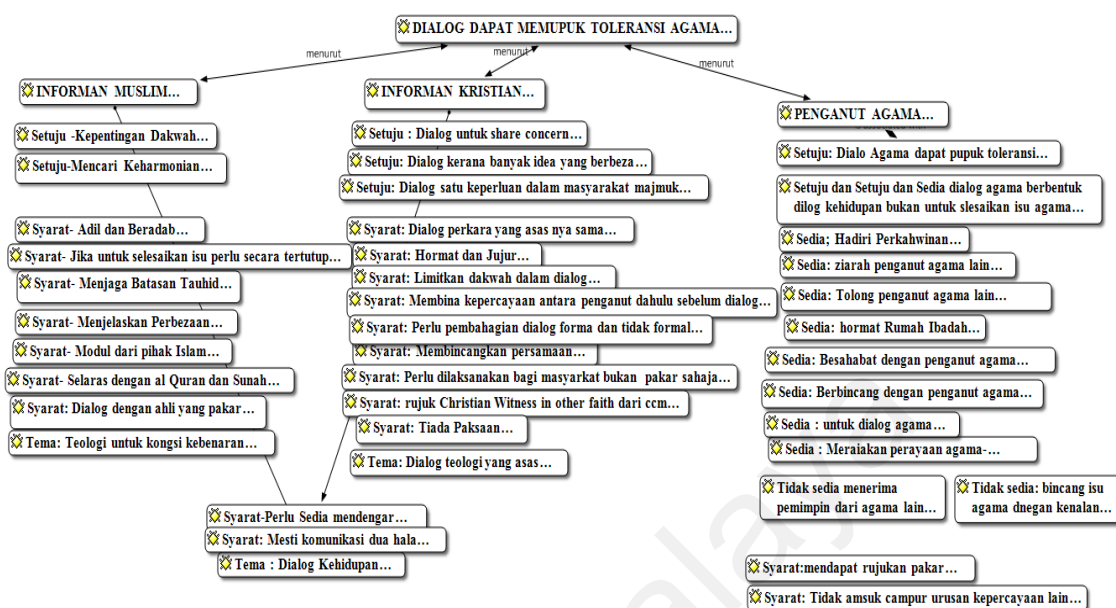 DIALOG DAPAT MEMUPUK TOLERANSI AGAMA...
menurut
menurut
menurut
INFORMAN MUSLIM...
Setuju -Kepentingan Dakwah...
Setuju-Mencari Keharmonian...
Syarat- Adil dan Beradab...
Syarat- Jika untuk selesaikan isu perlu secara tertutup...
Syarat- Menjaga Batasan Tauhid...
Syarat- Menjelaskan Perbezaan...
Syarat- Modul dari pihak Islam...
Syarat- Selaras dengan al Quran dan Sunah...
Syarat: Dialog dengan ahli yang pakar...
Tema: Teologi untuk kongsi kebenaran...
INFORMAN KRISTIAN...
Setuju : Dialog untuk share concern...
Setuju: Dialog kerana banyak idea yang berbeza...
Setuju: Dialog satu keperluan dalam masyarakat majmuk...
Syarat: Dialog perkara yang asas nya sama...
Syarat: Hormat dan Jujur...
Syarat: Limitkan dakwah dalam dialog...
Syarat: Membina kepercayaan antara penganut dahulu sebelum dialog...
Syarat: Perlu pembahagian dialog forma dan tidak formal...
Syarat: Membincangkan persamaan...
Syarat: Perlu dilaksanakan bagi masyarkat bukan pakar sahaja...
Syarat: rujuk Christian Witness in other faith dari ccm...
Syarat: Tiada Paksaan...
Tema: Dialog teologi yang asas...
Syarat-Perlu Sedia mendengar...
Syarat: Mesti komunikasi dua hala...
Tema : Dialog Kehidupan...
PENGANUT AGAMA...
Setuju: Dialo Agama dapat pupuk toleransi...
Setuju dan Setuju dan Sedia dialog agama berbentuk
dilog kehidupan bukan untuk slesaikan isu agama...
Sedia; Hadiri Perkahwinan...
Sedia: ziarah penganut agama lain...
Sedia: Tolong penganut agama lain...
Sedia: hormat Rumah Ibadah...
Sedia: Besahabat dengan penganut agama...
Sedia: Berbincang dengan penganut agama...
Sedia : untuk dialog agama...
Sedia : Meraiakan perayaan agama-...
Tidak sedia menerima
pemimpin dari agama lain...
Tidak sedia: bincang isu
agama dnegan kenalan...
Syarat:mendapat rujukan pakar...
Syarat: Tidak amsuk campur urusan kepercayaan lain...